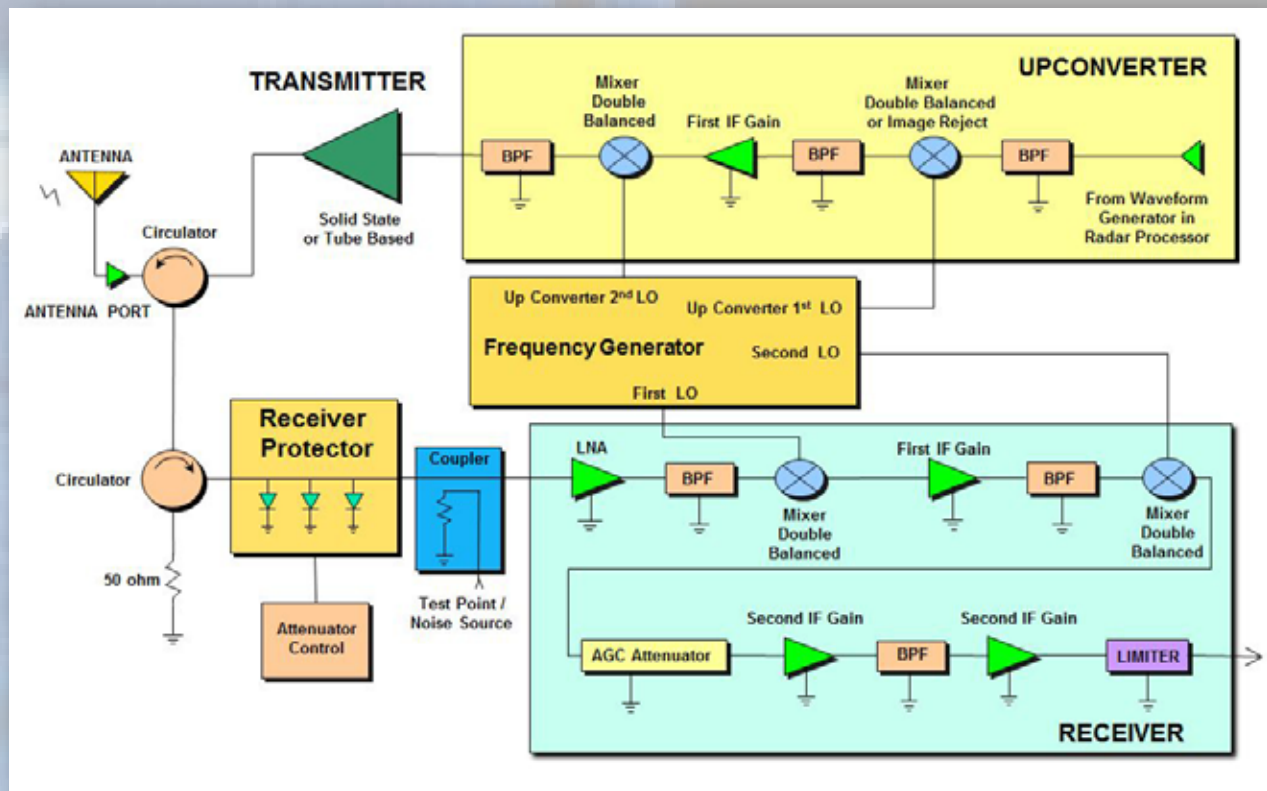 UPCONVERTER
TRANSMITTER
Mixer
Double
Balanced
Mixer
Double Balanced
or Image Reject
First IF Gain
BPF
BPF
BPF
ANTENNA
From Waveform
Generator in
Radar Processor
Solid State
or Tube Based
Circulator
ANTENNA PORT
Up Converter 2nd LO
Up Converter 1st LO
Frequency Generator
Second LO
First LO
Receiver
Protector
Coupler
LNA
First IF Gain
Circulator
BPF
BPF
Mixer
Double
Balanced
Mixer
Double
Balanced
50 ohm
Test Point /
Noise Source
Attenuator
Control
Second IF Gain
Second IF Gain
AGC Attenuator
BPF
LIMITER
RECEIVER